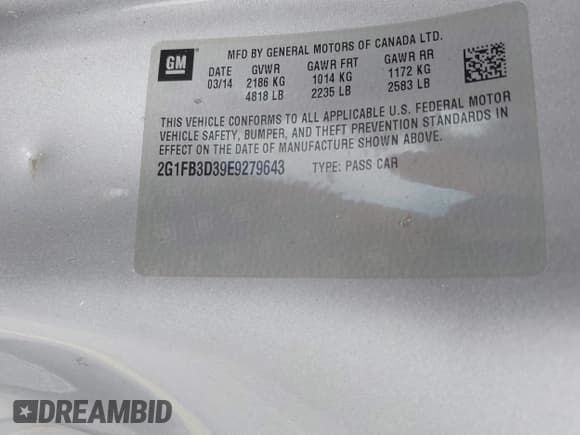 MFD BY GENERAL MOTORS OF CANADA LTD.
GM
DATE GVWR GAWR FRT GAWR RR
03/14 2186 KG 1014 KG 1172 KG
4818 LB 2235 LB 2583 LB
THIS VEHICLE CONFORMS TO ALL APPLICABLE U.S. FEDERAL MOTOR
VEHICLE SAFETY, BUMPER, AND THEFT PREVENTION STANDARDS IN
EFFECT ON THE DATE OF MANUFACTURE SHOWN ABOVE.
2G1FB3D39E9279643 TYPE: PASS CAR
DREAMBID